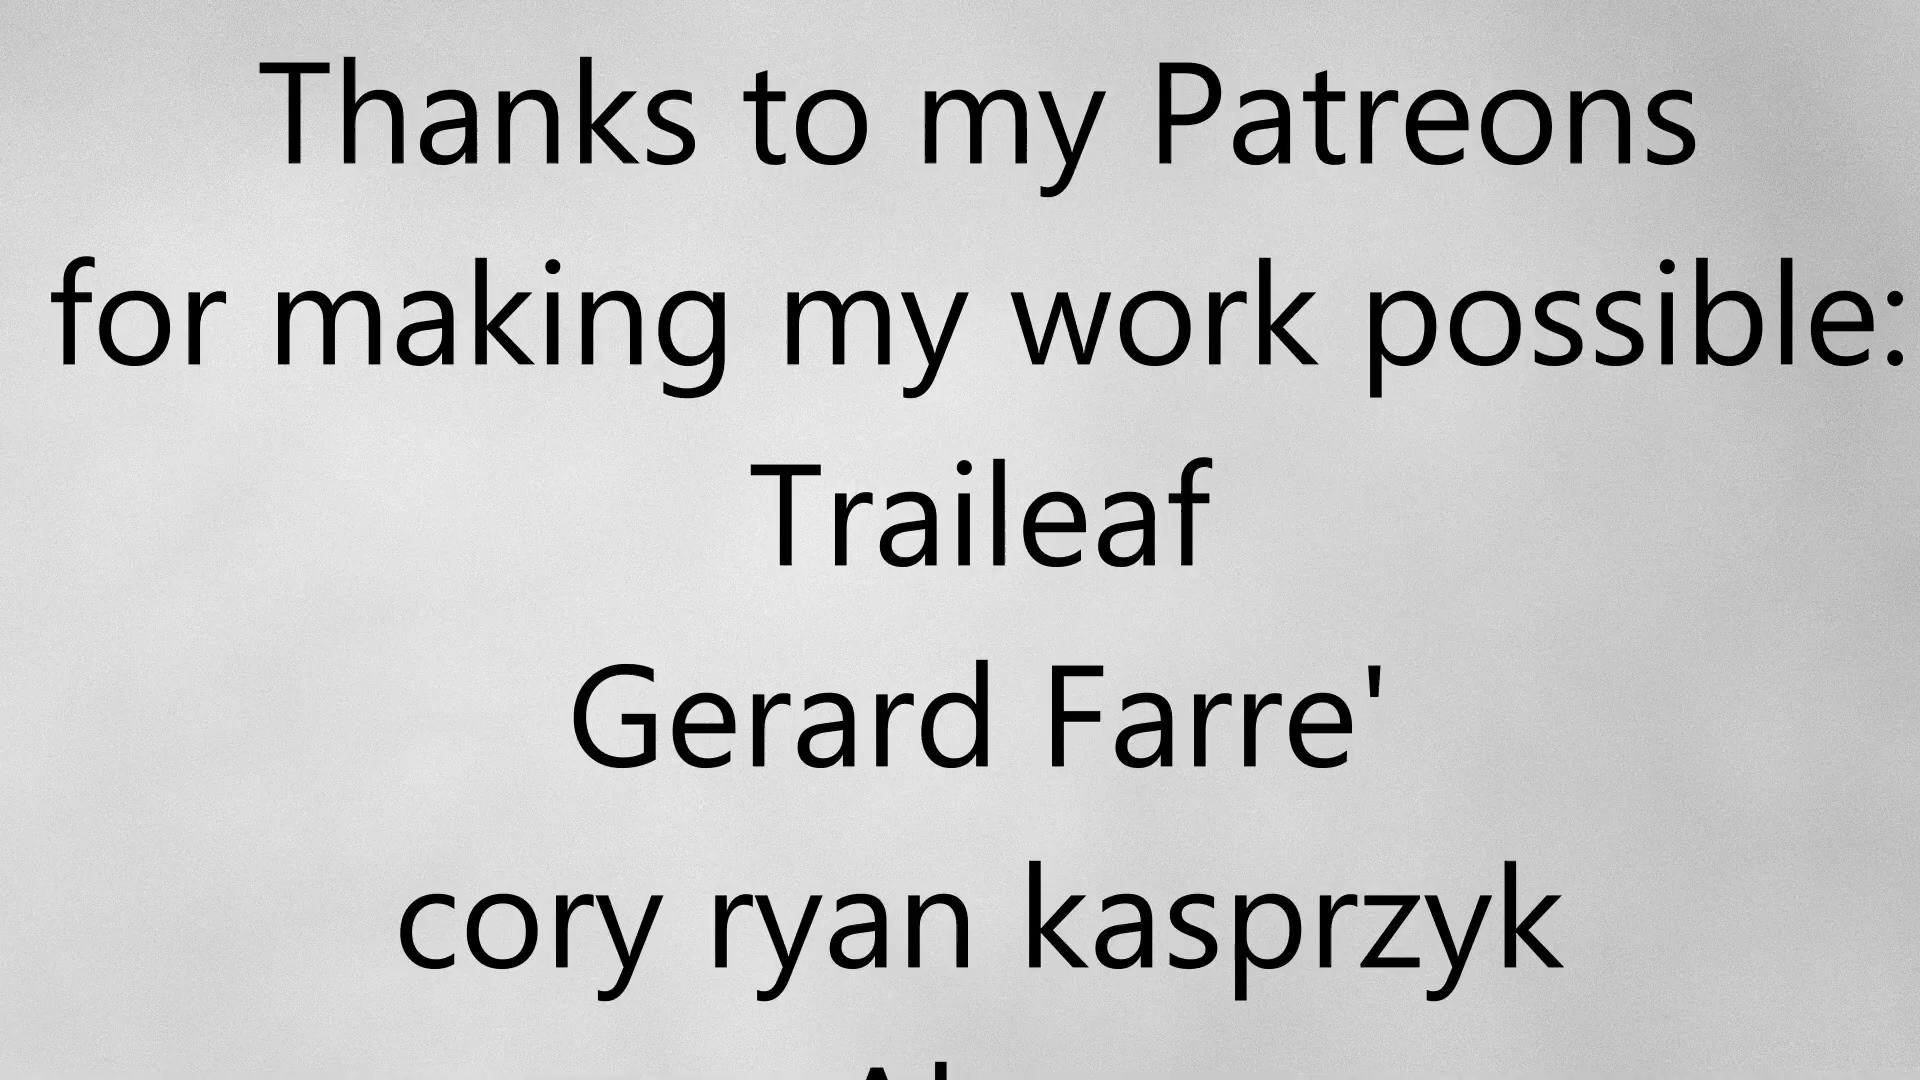 Thanks to my Patreons
for making my work possible:
Traileaf
Gerard Farre'
cory ryan kasprzyk